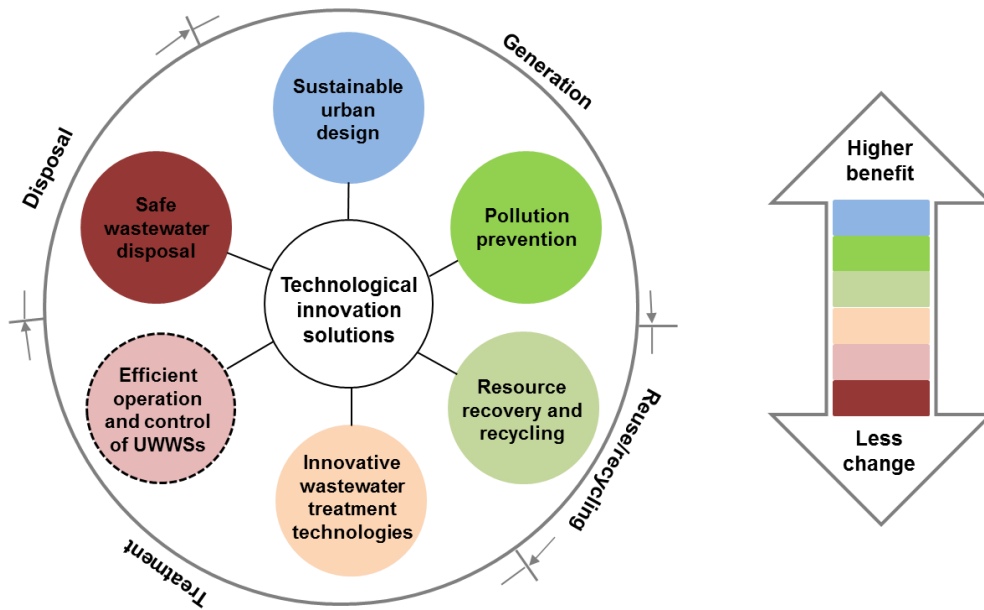 Generation
Sustainable
urban
design
Disposal
Safe
wastewater
disposal
Pollution
prevention
Technological
innovation
solutions
Efficient
operation
and control
of UWWSs
Resource
recovery and
recycling
Innovative
wastewater
treatment
technologies
Reuse/recycling
Treatment
Higher
benefit
Less
change